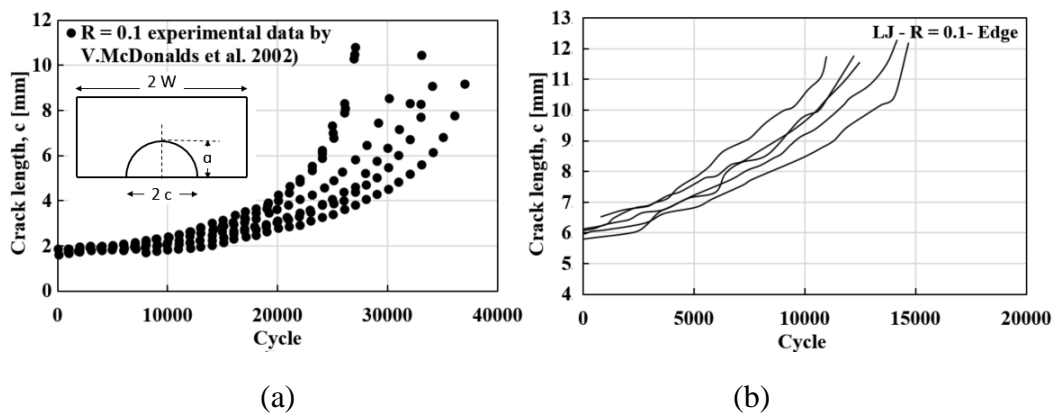 12
10
8
6
4
2
0
R = 0.1 experimental data by
V.McDonalds et al. 2002)
2 W
a
2 c
Crack length, c [mm]
0 10000 20000 30000 40000
Cycle
(a)
13
12
11
10
9
8
7
6
5
4
LJ - R = 0.1- Edge
Crack length, c [mm]
0 5000 10000 15000 20000
Cycle
(b)